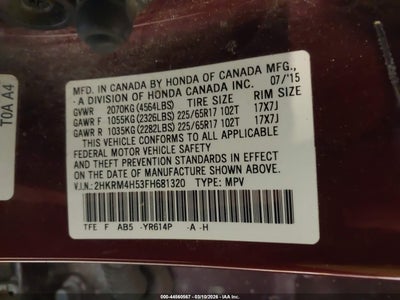 TOA A4
MFD. IN CANADA BY HONDA OF CANADA MFG.,
- A DIVISION OF HONDA CANADA INC. 07/'15
GVWR 2070KG(4564LBS) TIRE SIZE RIM SIZE
GAWR F 1055KG(2326LBS) 225/65R17 102T 17X7J
GAWR R 1035KG(2282LBS) 225/65R17 102T 17X7J
THIS VEHICLE CONFORMS TO ALL APPLICABLE
FEDERAL MOTOR VEHICLE SAFETY
AND THEFT PREVENTION STANDARDS IN EFFECT
ON THE DATE OF MANUFACTURE SHOWN ABOVE.
V.I.N.: 2HKRM4H53FH681320 TYPE: MPV
TFE F AB5 -YR614P -A -H
000-44560567 - 03/10/2026 - IAA, LLC